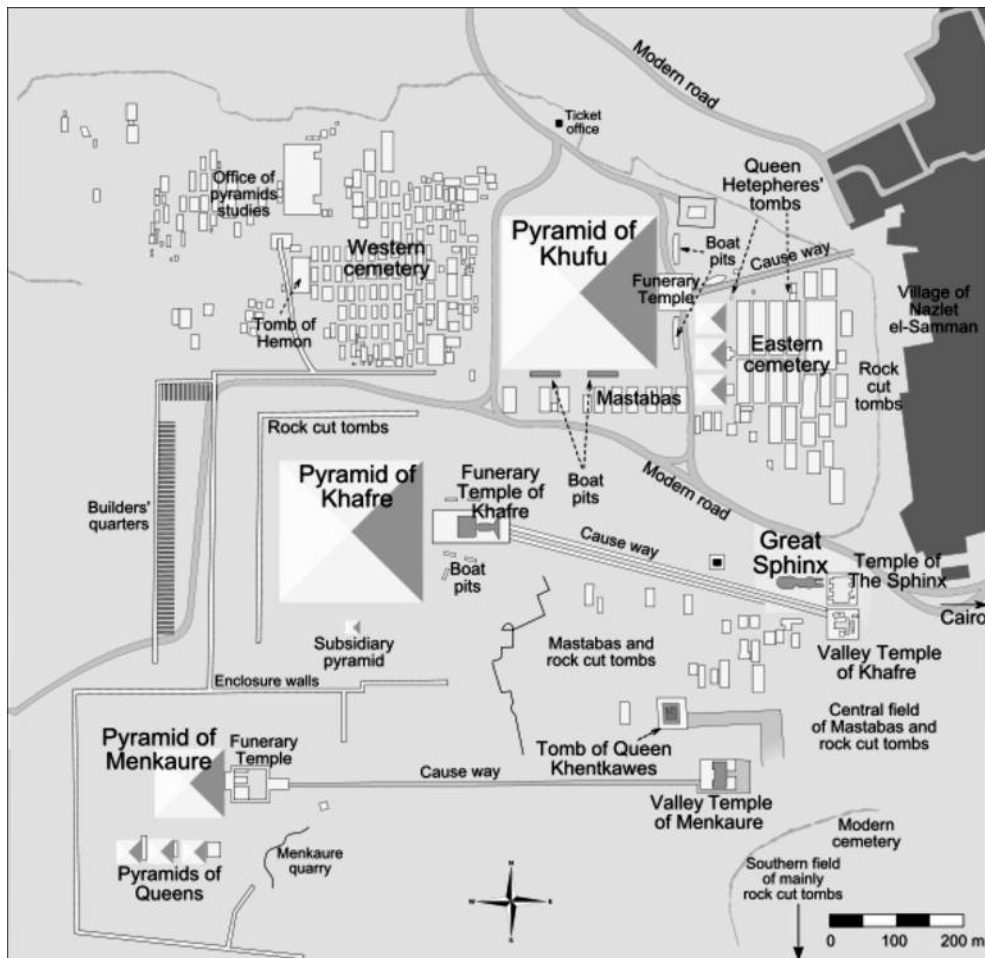 Modern road
Ticket
office
Queen
Hetepheres'
tombs
Office of
pyramids
studies
Western
cemetery
Pyramid of
Khufu
Boat
pits
Cause way
Funerary
Temple
Village of
Nazlet
el-Samman
Tomb of
Hemon
Eastern
cemetery
Rock
cut
tombs
Mastabas
Rock cut tombs
Boat
pits
Modern road
Pyramid of
Khafre
Funerary
Temple of
Khafre
Builders'
quarters
Cause way
Great
Sphinx
Temple of
The Sphinx
Boat
pits
Cairo
Subsidiary
pyramid
Mastabas and
rock cut tombs
Valley Temple
of Khafre
Enclosure walls
Central field
of Mastabas and
rock cut tombs
Pyramid of
Menkaure
Funerary
Temple
Tomb of Queen
Khentkawes
Cause way
Valley Temple
of Menkaure
Modern
cemetery
Menkaure
quarry
Pyramids of
Queens
Southern field
of mainly
rock cut tombs
N
W E
S
0 100 200 m